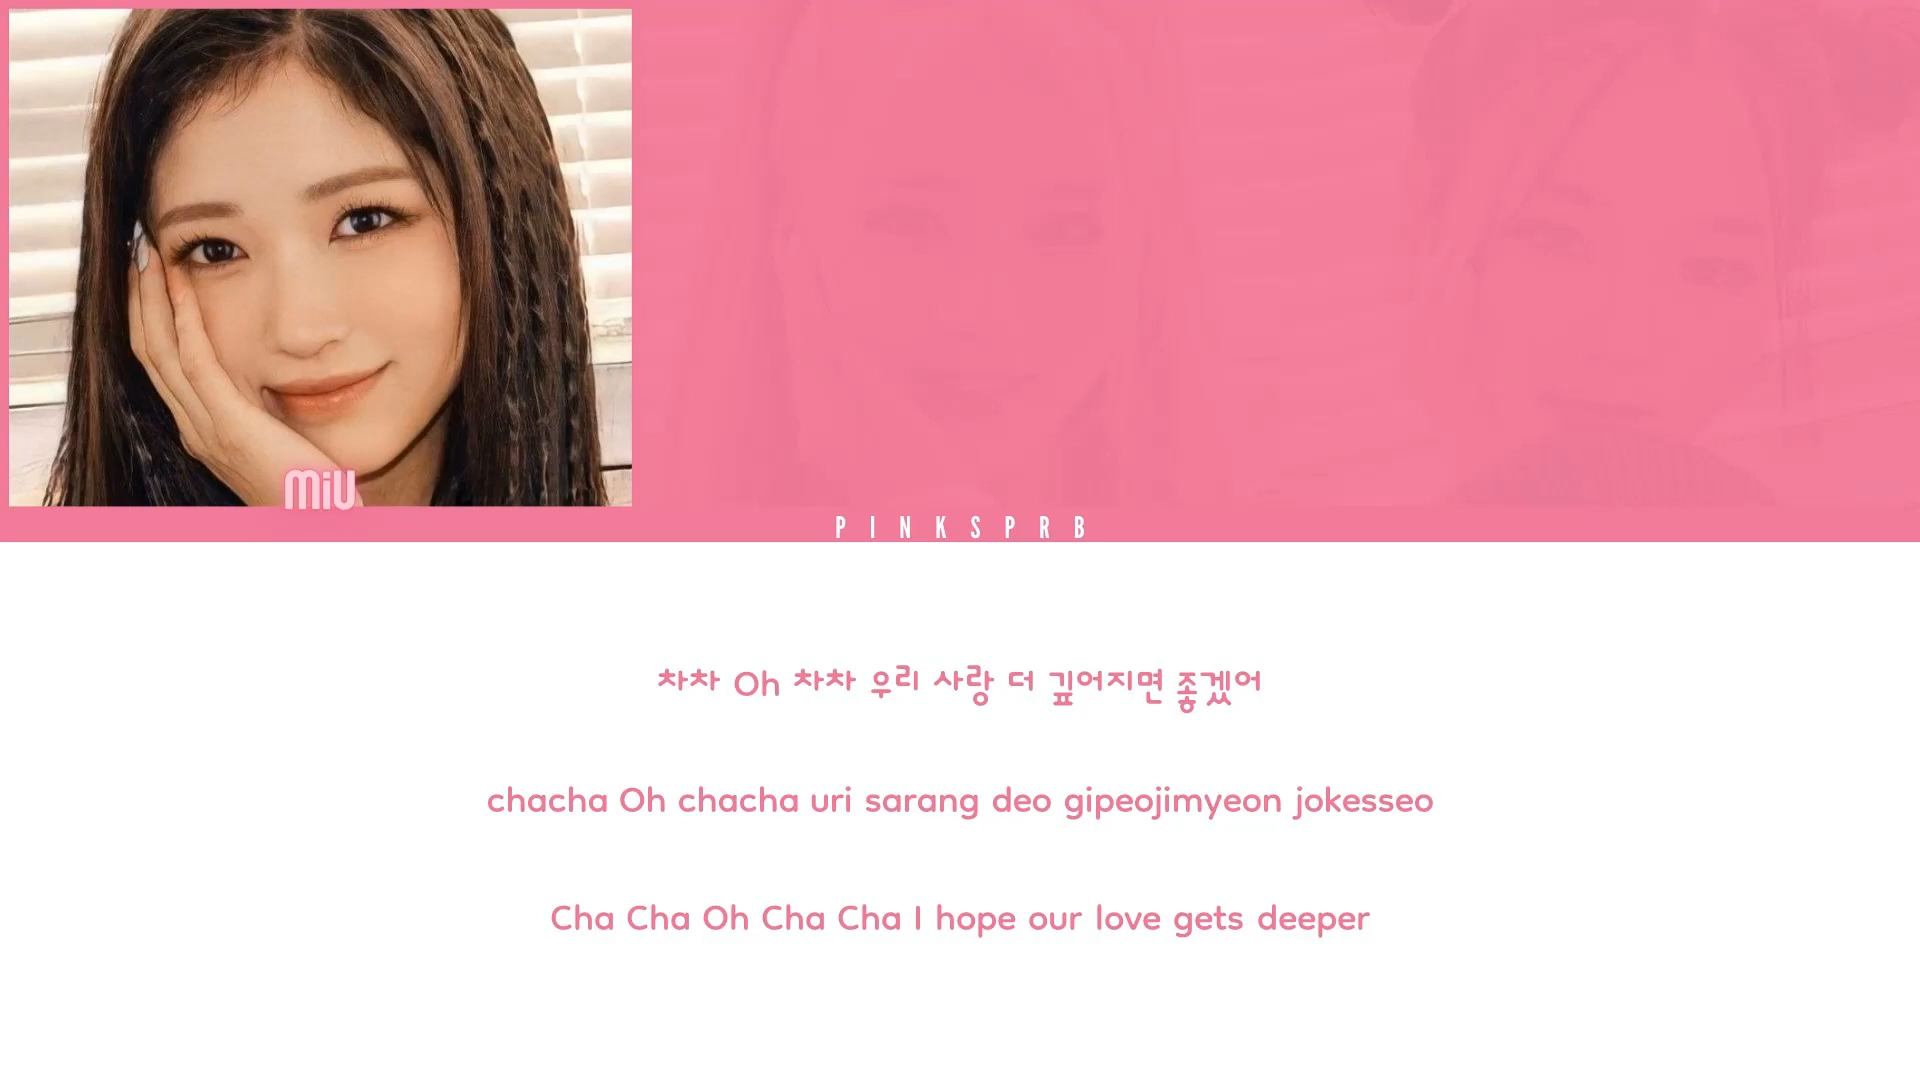 MiU
PINKSPRB
차차 Oh 차차 우리 사랑 더 깊어지면 좋겠어
chacha Oh chacha uri sarang deo gipeojimyeon jokesseo
Cha Cha Oh Cha Cha I hope our love gets deeper